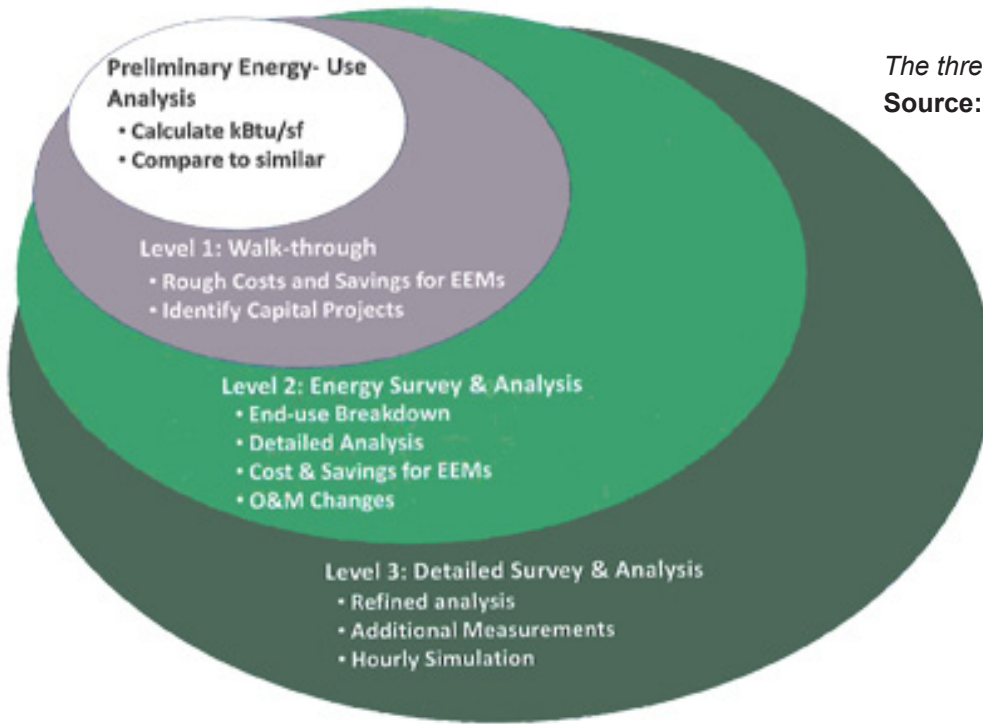 Preliminary Energy- Use
Analysis
• Calculate kBtu/sf
• Compare to similar
Level 1: Walk-through
• Rough Costs and Savings for EEMs
• Identify Capital Projects
Level 2: Energy Survey & Analysis
• End-use Breakdown
• Detailed Analysis
• Cost & Savings for EEMs
• O&M Changes
Level 3: Detailed Survey & Analysis
• Refined analysis
• Additional Measurements
• Hourly Simulation
The
Source: